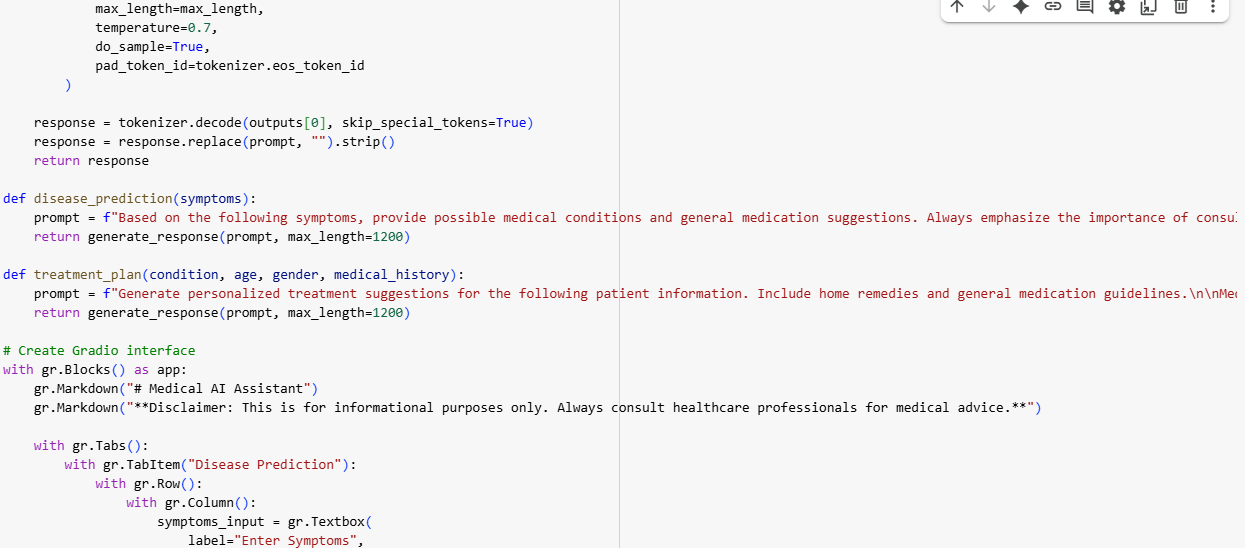 max_length=max_length,
            temperature=0.7,
            do_sample=True,
            pad_token_id=tokenizer.eos_token_id
        )
    response = tokenizer.decode(outputs[0], skip_special_tokens=True)
    response = response.replace(prompt, "").strip()
    return response
def disease_prediction(symptoms):
    prompt = f"Based on the following symptoms, provide possible medical conditions and general medication suggestions. Always emphasize the importance of consul
    return generate_response(prompt, max_length=1200)
def treatment_plan(condition, age, gender, medical_history):
    prompt = f"Generate personalized treatment suggestions for the following patient information. Include home remedies and general medication guidelines.\n\nMed
    return generate_response(prompt, max_length=1200)
# Create Gradio interface
with gr.Blocks() as app:
    gr.Markdown("# Medical AI Assistant")
    gr.Markdown("**Disclaimer: This is for informational purposes only. Always consult healthcare professionals for medical advice.**")
    with gr.Tabs():
        with gr.TabItem("Disease Prediction"):
            with gr.Row():
                with gr.Column():
                    symptoms_input = gr.Textbox(
                        label="Enter Symptoms",